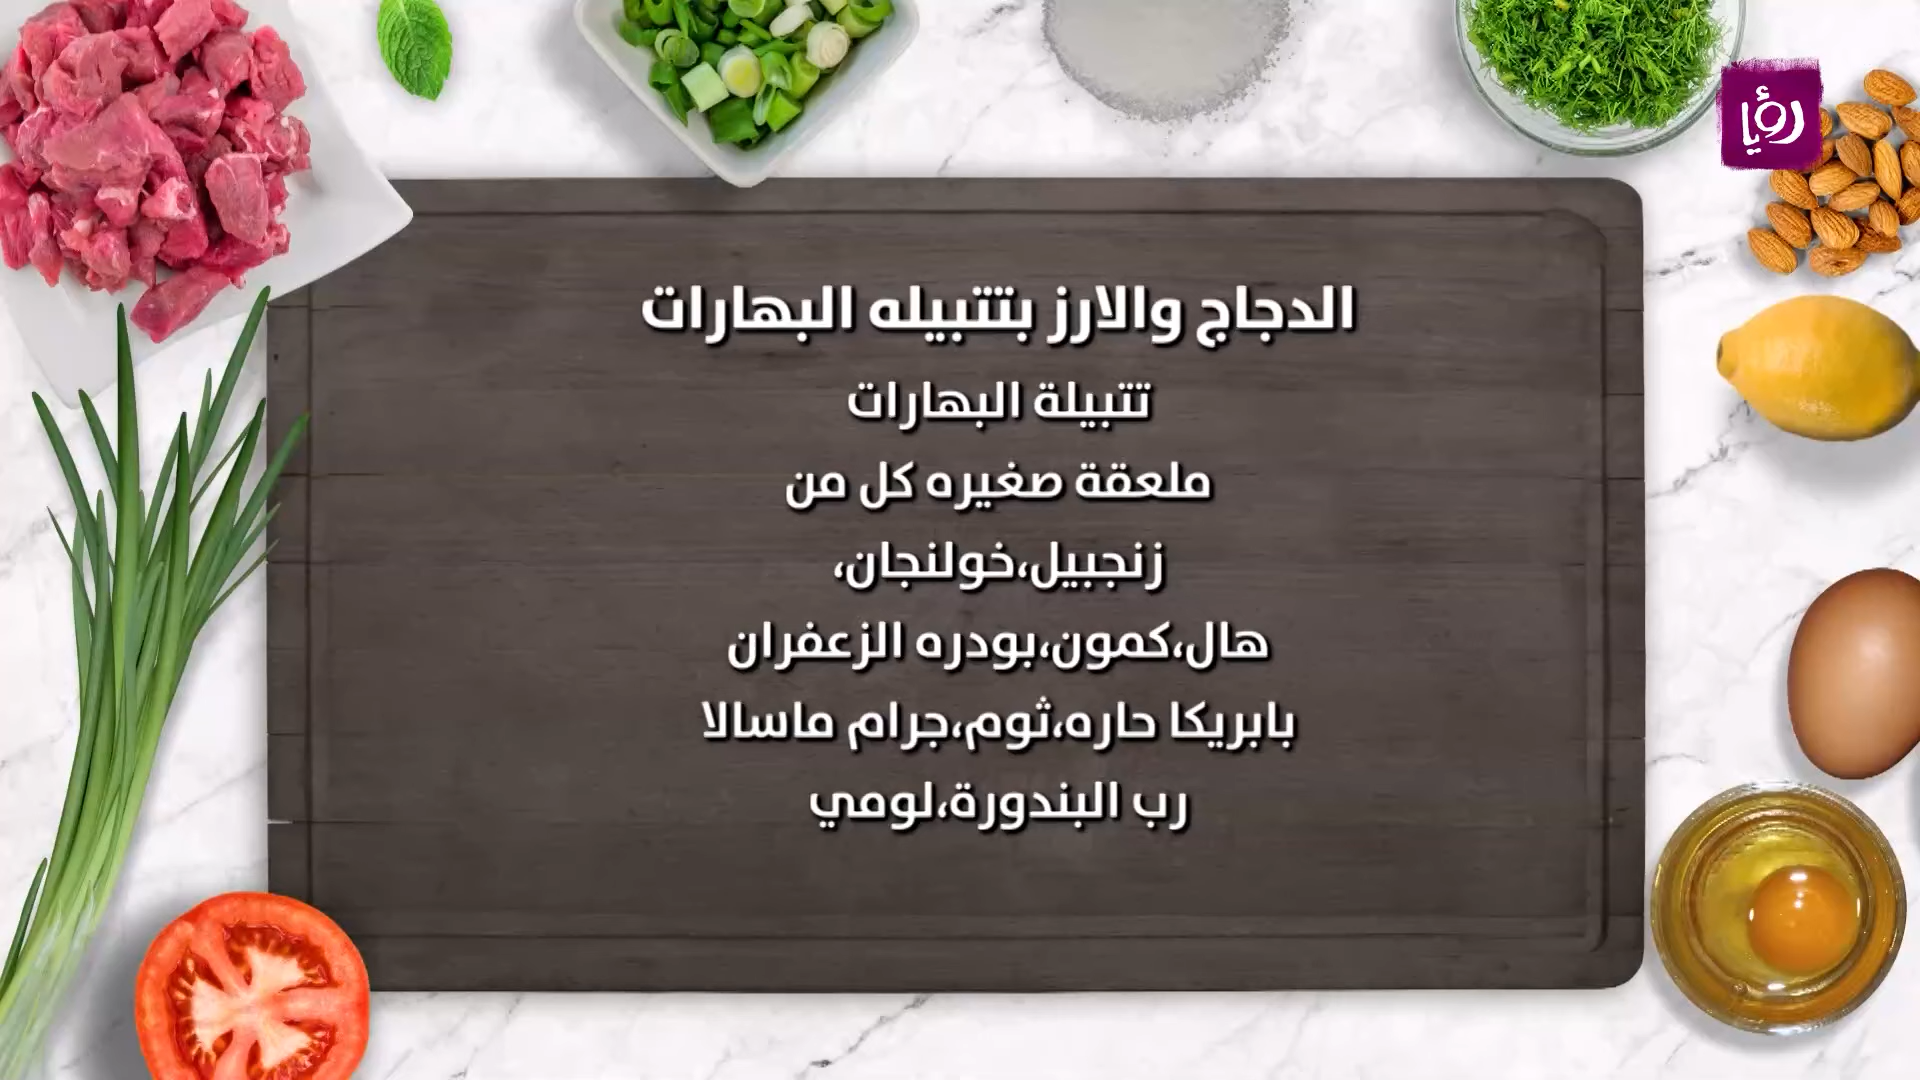 رؤيا
الدجاج والارز بتتبيله البهارات
تتبيلة البهارات
ملعقة صغيره كل من
زنجبيل،خولنجان،
هال،كمون،بودره الزعفران
بابريكا حاره،ثوم،جرام ماسالا
رب البندورة،لومي